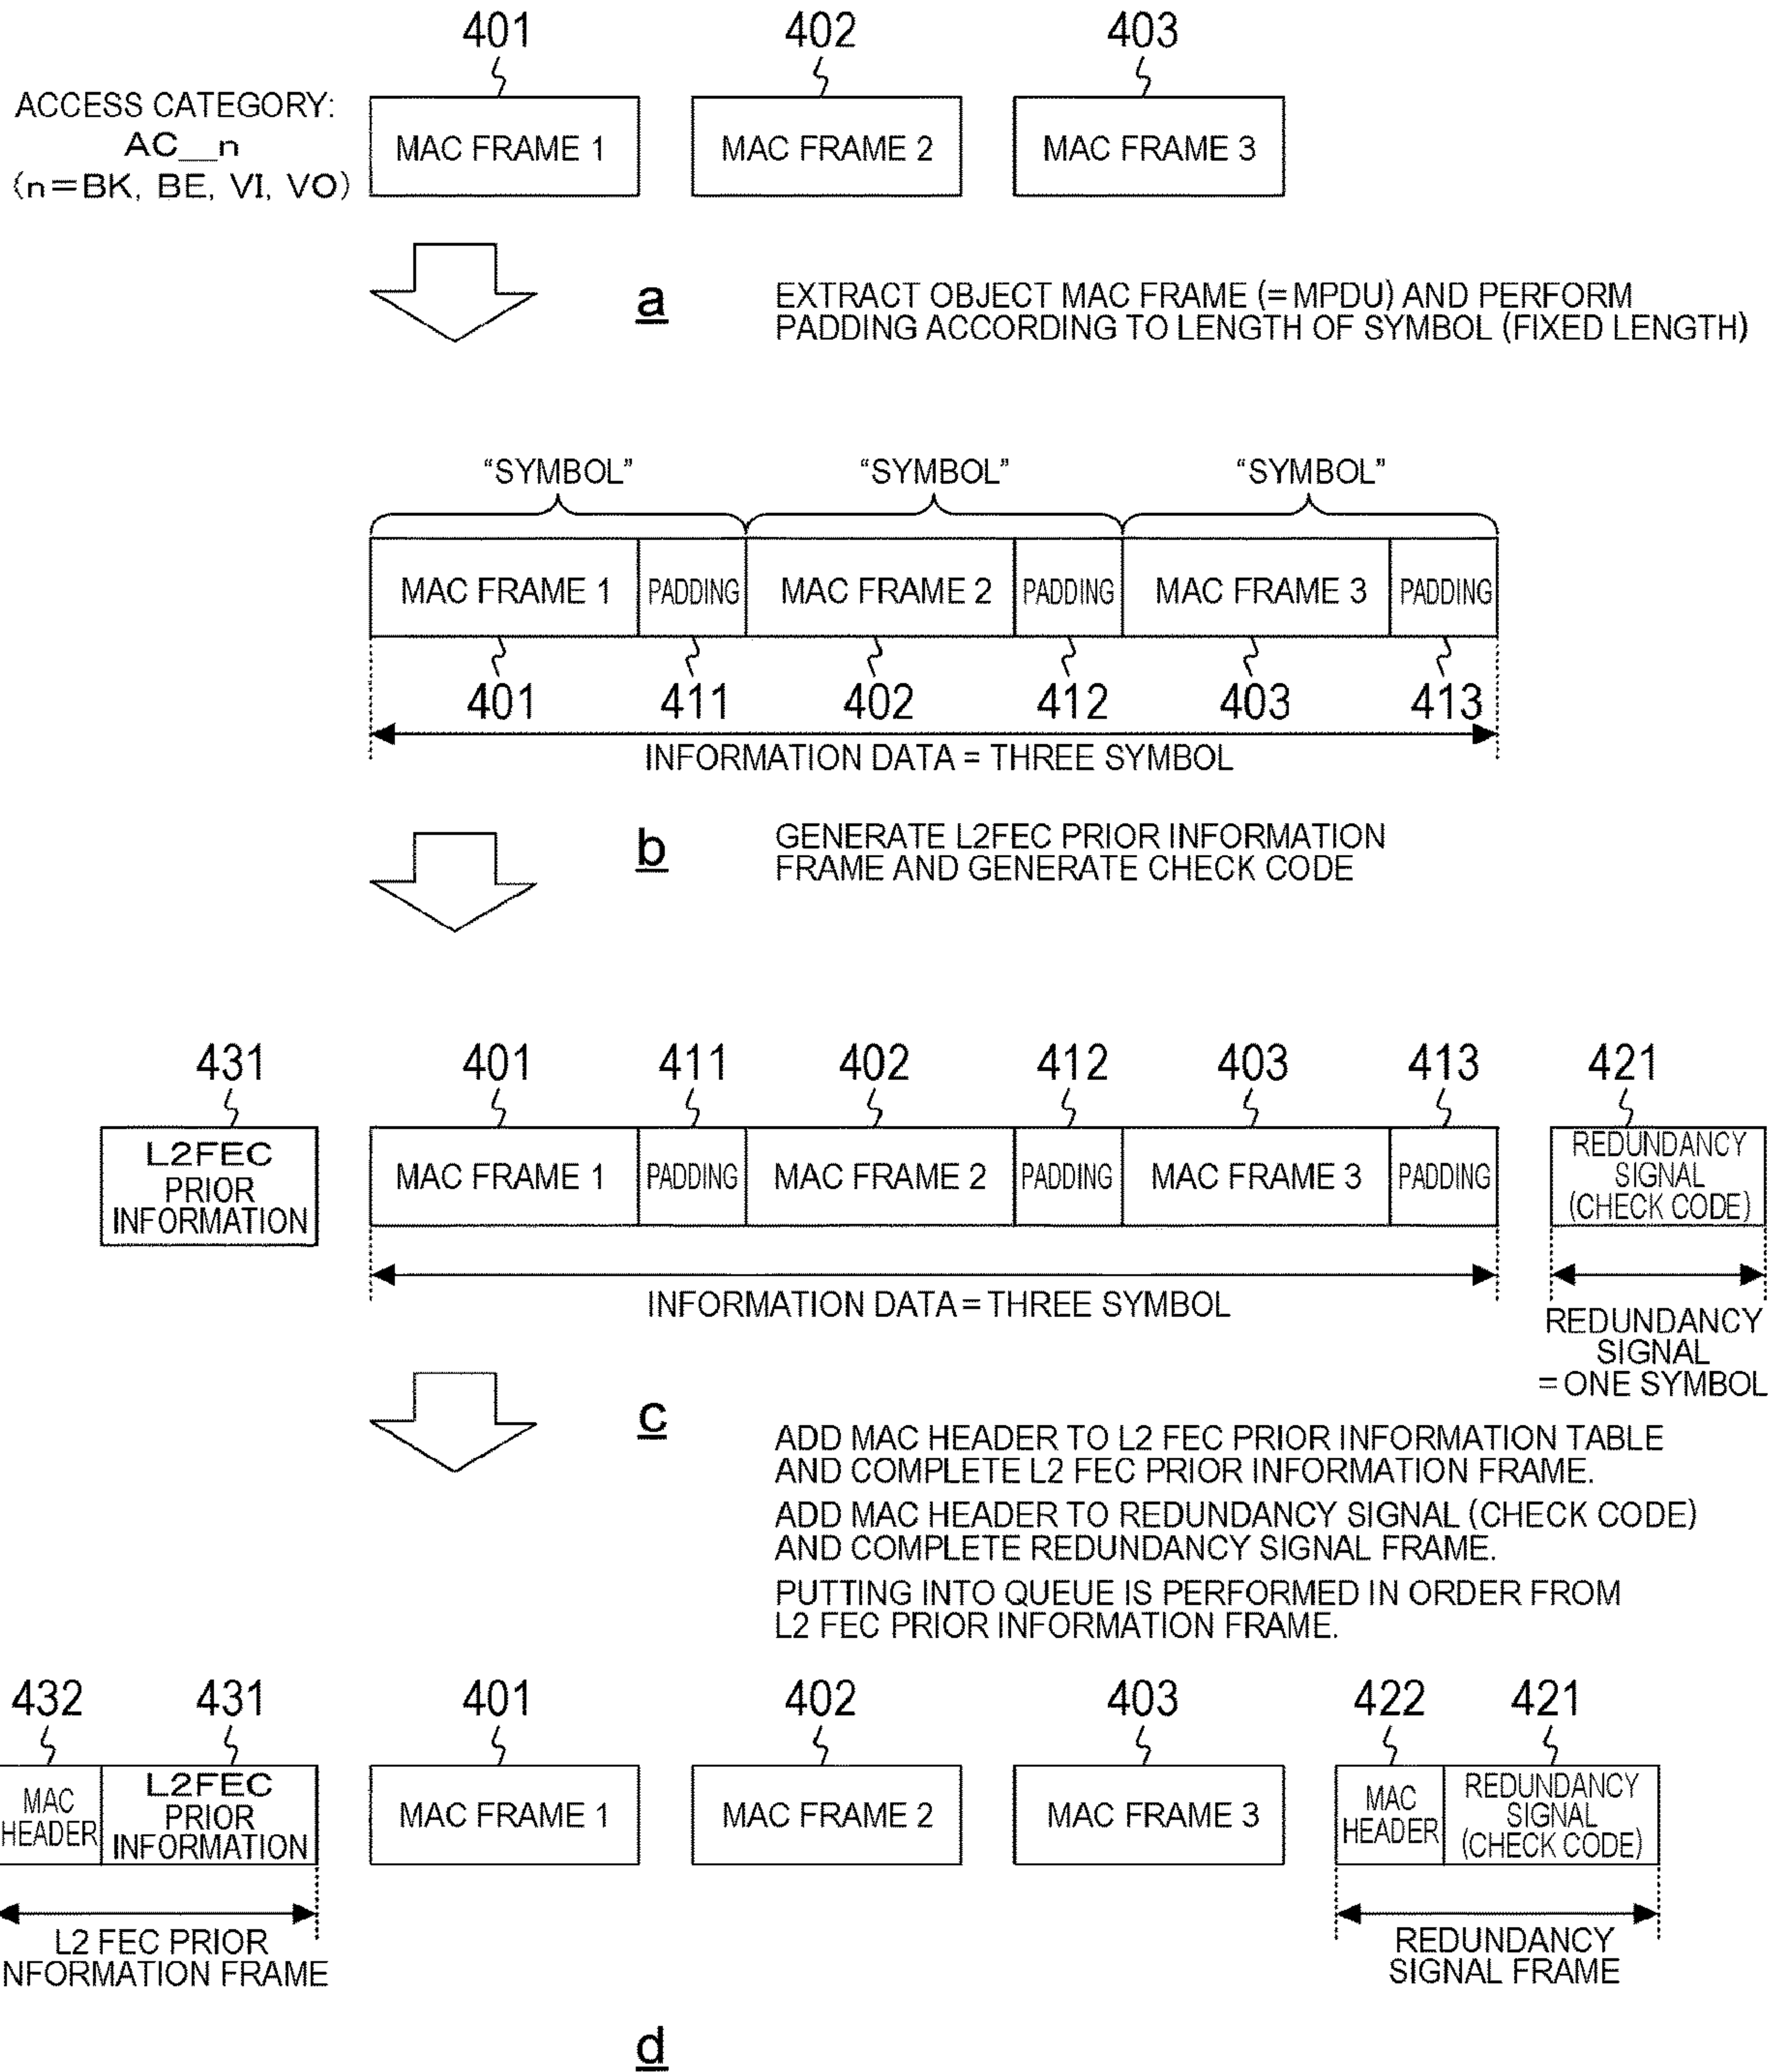 401 402 403
ACCESS CATEGORY:
AC__n
(n=BK, BE, VI, VO)
MAC FRAME 1 MAC FRAME 2 MAC FRAME 3
a
EXTRACT OBJECT MAC FRAME (=MPDU) AND PERFORM
PADDING ACCORDING TO LENGTH OF SYMBOL (FIXED LENGTH)
“SYMBOL” “SYMBOL” “SYMBOL”
MAC FRAME 1 PADDING MAC FRAME 2 PADDING MAC FRAME 3 PADDING
401 411 402 412 403 413
INFORMATION DATA = THREE SYMBOL
b
GENERATE L2FEC PRIOR INFORMATION
FRAME AND GENERATE CHECK CODE
431 401 411 402 412 403 413 421
L2FEC
PRIOR
INFORMATION
MAC FRAME 1 PADDING MAC FRAME 2 PADDING MAC FRAME 3 PADDING
REDUNDANCY
SIGNAL
(CHECK CODE)
INFORMATION DATA = THREE SYMBOL
REDUNDANCY
SIGNAL
= ONE SYMBOL
c
ADD MAC HEADER TO L2 FEC PRIOR INFORMATION TABLE
AND COMPLETE L2 FEC PRIOR INFORMATION FRAME.
ADD MAC HEADER TO REDUNDANCY SIGNAL (CHECK CODE)
AND COMPLETE REDUNDANCY SIGNAL FRAME.
PUTTING INTO QUEUE IS PERFORMED IN ORDER FROM
L2 FEC PRIOR INFORMATION FRAME.
432 431 401 402 403 422 421
MAC
HEADER
L2FEC
PRIOR
INFORMATION
MAC FRAME 1 MAC FRAME 2 MAC FRAME 3
MAC
HEADER
REDUNDANCY
SIGNAL
(CHECK CODE)
L2 FEC PRIOR
NFORMATION FRAME
REDUNDANCY
SIGNAL FRAME
d